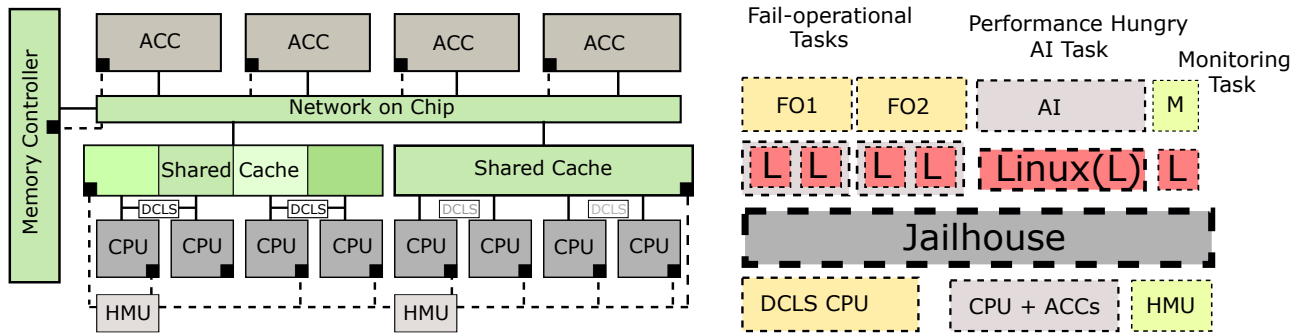 Memory Controller
ACC
ACC
ACC
ACC
Network on Chip
Shared Cache
Shared Cache
DCLS
DCLS
DCLS
DCLS
CPU
CPU
CPU
CPU
CPU
CPU
CPU
CPU
HMU
HMU
Fail-operational
Tasks
Performance Hungry
AI Task
Monitoring
Task
FO1
FO2
AI
M
L
L
L
L
Linux(L)
L
Jailhouse
DCLS CPU
CPU + ACCs
HMU